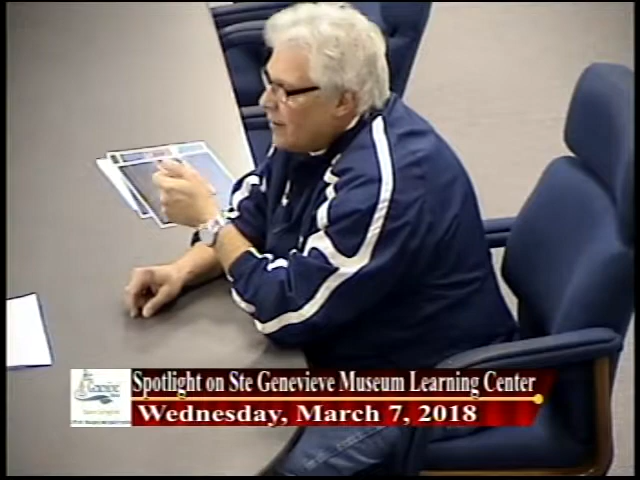 Spotlight on Ste Genevieve Museum Learning Center
Wednesday, March 7, 2018